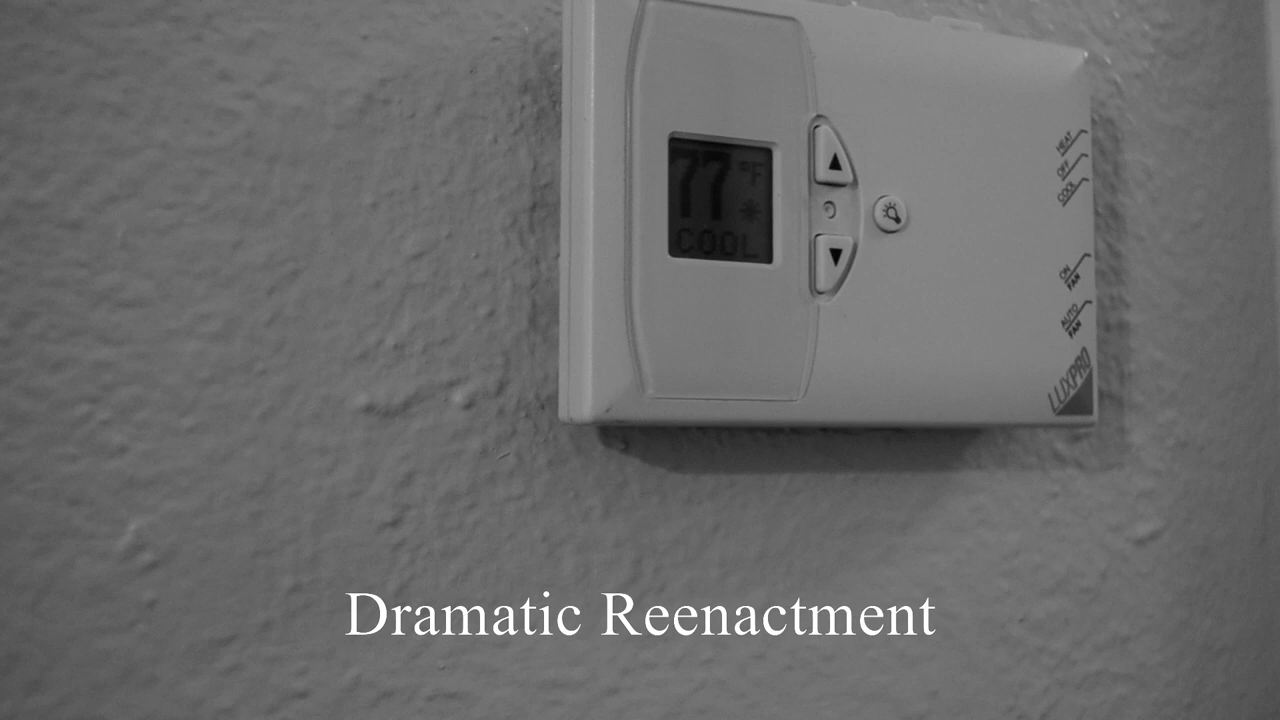 77 °F
COOL
HEAT
OFF
COOL
ON
FAN
AUTO
FAN
LUXPRO
Dramatic Reenactment